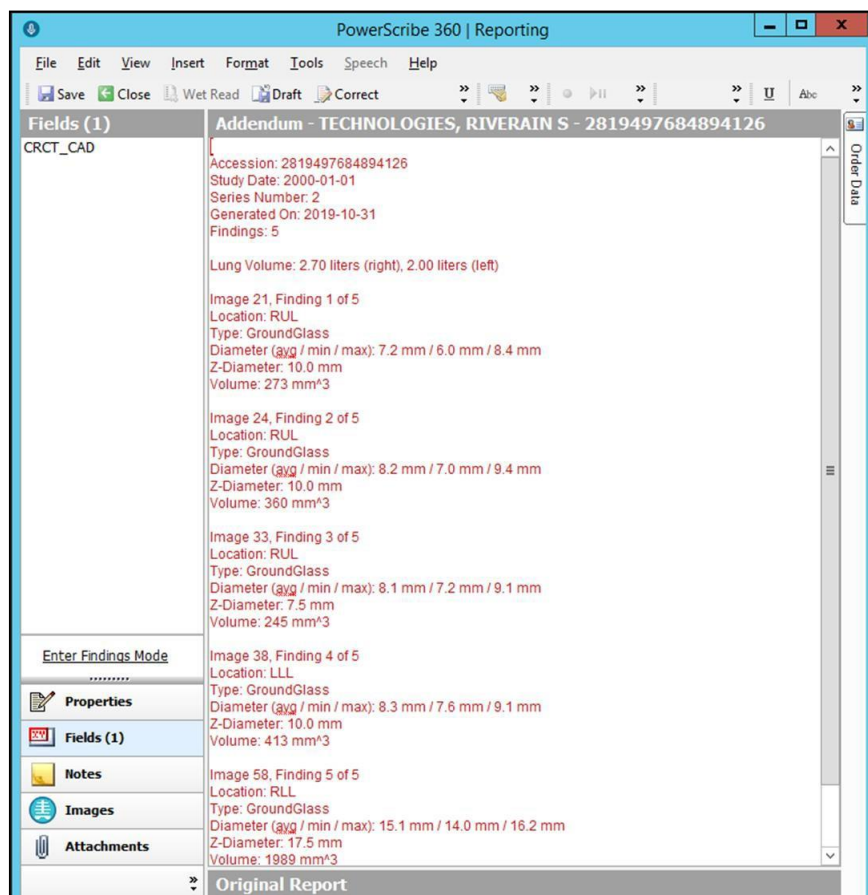 PowerScribe 360 | Reporting
File Edit View Insert Format Tools Speech Help
Save Close Wet Read Draft Correct U Abc
Fields (1)
Addendum - TECHNOLOGIES, RIVERAIN S - 2819497684894126
Order Data
CRCT_CAD
Accession: 2819497684894126
Study Date: 2000-01-01
Series Number: 2
Generated On: 2019-10-31
Findings: 5
Lung Volume: 2.70 liters (right), 2.00 liters (left)
Image 21, Finding 1 of 5
Location: RUL
Type: GroundGlass
Diameter (avg / min / max): 7.2 mm / 6.0 mm / 8.4 mm
Z-Diameter: 10.0 mm
Volume: 273 mm^3
Image 24, Finding 2 of 5
Location: RUL
Type: GroundGlass
Diameter (avg / min / max): 8.2 mm / 7.0 mm / 9.4 mm
Z-Diameter: 10.0 mm
Volume: 360 mm^3
Image 33, Finding 3 of 5
Location: RUL
Type: GroundGlass
Diameter (avg / min / max): 8.1 mm / 7.2 mm / 9.1 mm
Z-Diameter: 7.5 mm
Volume: 245 mm^3
Image 38, Finding 4 of 5
Location: LLL
Type: GroundGlass
Diameter (avg / min / max): 8.3 mm / 7.6 mm / 9.1 mm
Z-Diameter: 10.0 mm
Volume: 413 mm^3
Image 58, Finding 5 of 5
Location: RLL
Type: GroundGlass
Diameter (avg / min / max): 15.1 mm / 14.0 mm / 16.2 mm
Z-Diameter: 17.5 mm
Volume: 1989 mm^3
Enter Findings Mode
Properties
Fields (1)
Notes
Images
Attachments
Original Report